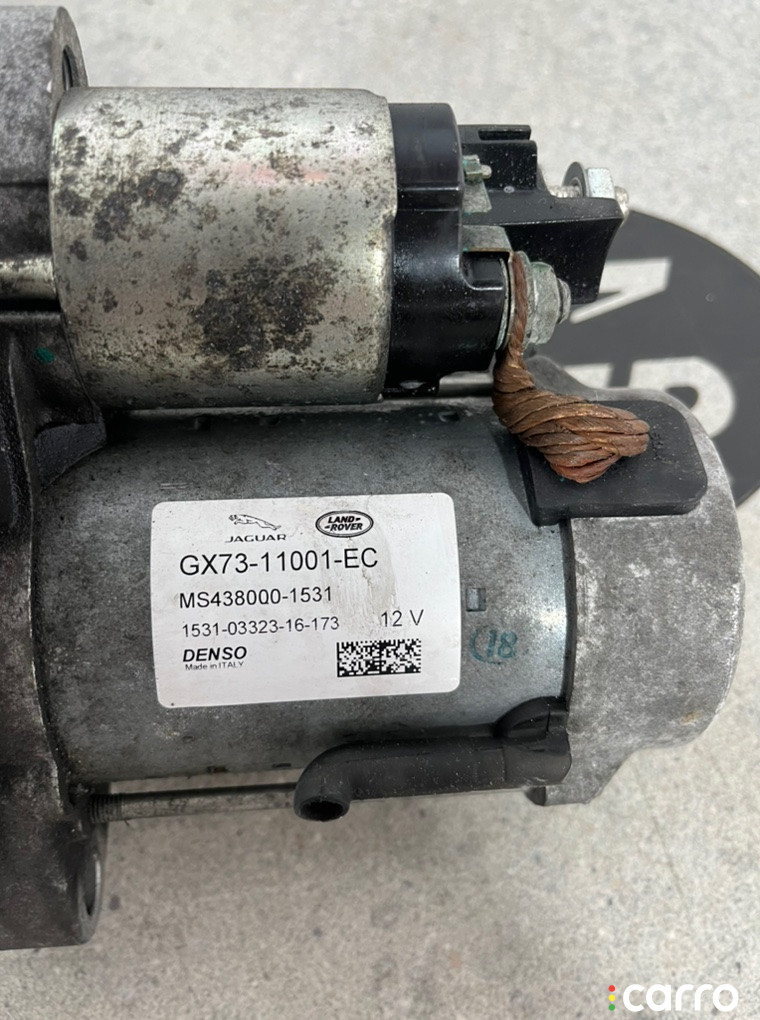 JAGUAR
LAND-
-ROVER
GX73-11001-EC
MS438000-1531
1531-03323-16-173 12 V
DENSO
Made in ITALY
18
carro